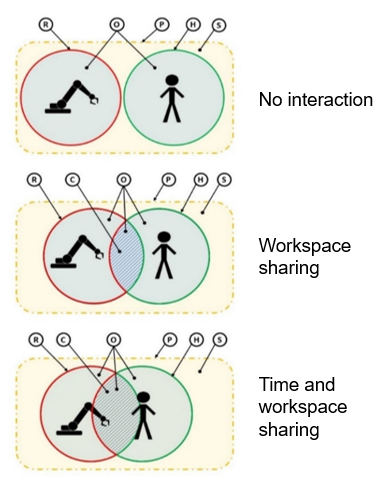 R O P H S
No interaction
R C O P H S
Workspace
sharing
R C O P H S
Time and
workspace
sharing